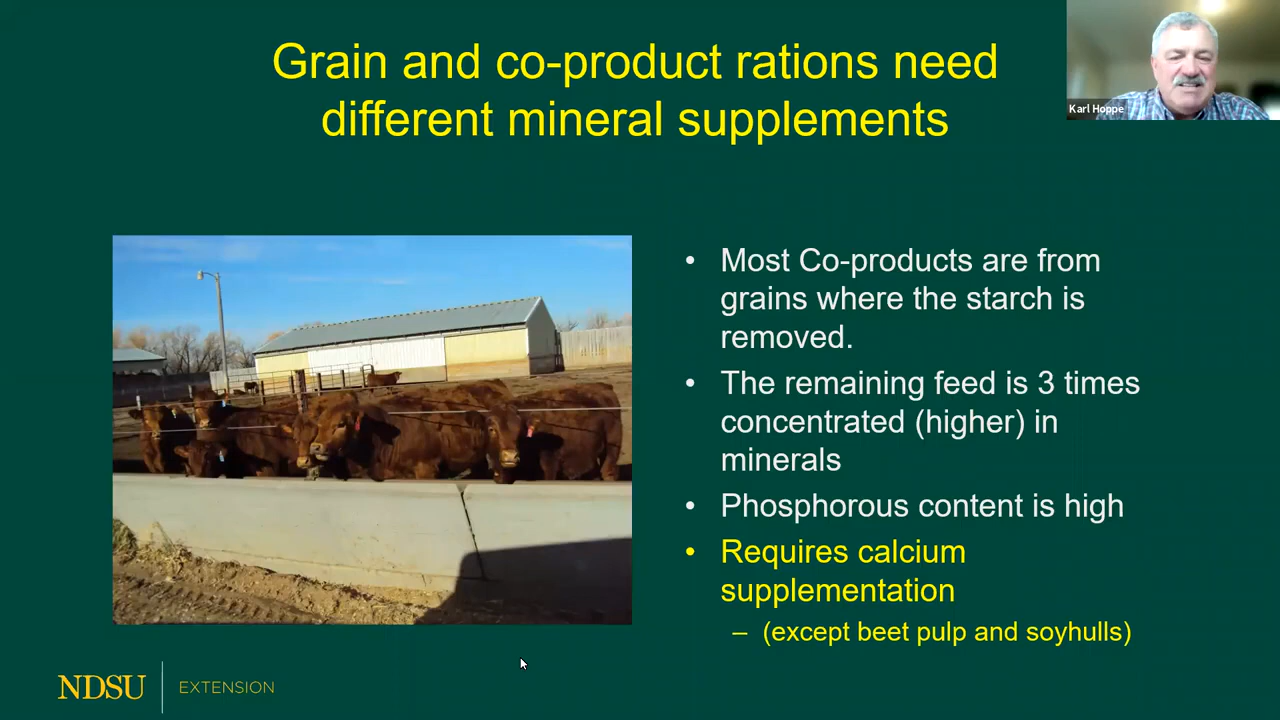 Grain and co-product rations need
different mineral supplements
Karl Hoppe
• Most Co-products are from
grains where the starch is
removed.
• The remaining feed is 3 times
concentrated (higher) in
minerals
• Phosphorous content is high
• Requires calcium
supplementation
– (except beet pulp and soyhulls)
NDSU EXTENSION